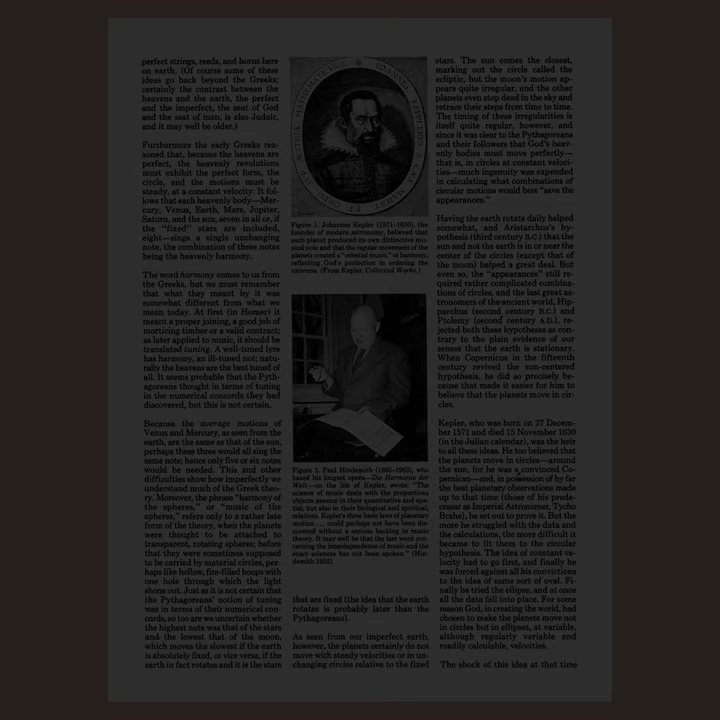 perfect strings, reeds, and horns here
on earth. (Of course some of these
ideas go back beyond the Greeks;
certainly the contrast between the
heavens and the earth, the perfect
and the imperfect, the seat of God
and the seat of man, is also Judaic,
and it may well be older.)
Furthermore the early Greeks rea-
soned that, because the heavens are
perfect, the heavenly revolutions
must exhibit the perfect form, the
circle, and the motions must be
steady, at a constant velocity. It fol-
lows that each heavenly body—Mer-
cury, Venus, Earth, Mars, Jupiter,
Saturn, and the sun, seven in all or, if
the "fixed" stars are included,
eight—sings a single unchanging
note, the combination of these notes
being the heavenly harmony.
The word harmony comes to us from
the Greeks, but we must remember
that what they meant by it was
somewhat different from what we
mean today. At first (in Homer) it
meant a proper joining, a good job of
morticing timber or a valid contract;
as later applied to music, it should be
translated tuning. A well-tuned lyre
has harmony, an ill-tuned not; natu-
rally the heavens are the best tuned of
all. It seems probable that the Pyth-
agoreans thought in terms of tuning
in the numerical concords they had
discovered, but this is not certain.
Because the average motions of
Venus and Mercury, as seen from the
earth, are the same as that of the sun,
perhaps these three would all sing the
same note; hence only five or six notes
would be needed. This and other
difficulties show how imperfectly we
understand much of the Greek theo-
ry. Moreover, the phrase "harmony of
the spheres," or "music of the
spheres," refers only to a rather late
form of the theory, when the planets
were thought to be attached to
transparent, rotating spheres; before
that they were sometimes supposed
to be carried by material circles, per-
haps like hollow, fire-filled hoops with
one hole through which the light
shone out. Just as it is not certain that
the Pythagoreans' notion of tuning
was in terms of their numerical con-
cords, so too are we uncertain whether
the highest note was that of the stars
and the lowest that of the moon,
which moves the slowest if the earth
is absolutely fixed, or vice versa, if the
earth in fact rotates and it is the stars
Figure 1. Johannes Kepler (1571–1630), the
founder of modern astronomy, believed that
each planet produced its own distinctive mu-
sical note and that the regular movement of the
planets created a "celestial music," or harmony,
reflecting God's perfection in ordering the
universe. (From Kepler, Collected Works.)
Figure 2. Paul Hindemith (1895–1963), who
based his longest opera—Die Harmonie der
Welt—on the life of Kepler, wrote: "The
science of music deals with the proportions
objects assume in their quantitative and spa-
tial, but also in their biological and spiritual,
relations. Kepler's three basic laws of planetary
motion . . . could perhaps not have been dis-
covered without a serious backing in music
theory. It may well be that the last word con-
cerning the interdependence of music and the
exact sciences has not been spoken." (Hin-
demith 1952)
that are fixed (the idea that the earth
rotates is probably later than the
Pythagoreans).
As seen from our imperfect earth,
however, the planets certainly do not
move with steady velocities or in un-
changing circles relative to the fixed
stars. The sun comes the closest,
marking out the circle called the
ecliptic, but the moon's motion ap-
pears quite irregular, and the other
planets even stop dead in the sky and
retrace their steps from time to time.
The timing of these irregularities is
itself quite regular, however, and
since it was clear to the Pythagoreans
and their followers that God's heav-
enly bodies must move perfectly—
that is, in circles at constant veloci-
ties—much ingenuity was expended
in calculating what combinations of
circular motions would best "save the
appearances."
Having the earth rotate daily helped
somewhat, and Aristarchus's hy-
pothesis (third century B.C.) that the
sun and not the earth is in or near the
center of the circles (except that of
the moon) helped a great deal. But
even so, the "appearances" still re-
quired rather complicated combina-
tions of circles, and the last great as-
tronomers of the ancient world, Hip-
parchus (second century B.C.) and
Ptolemy (second century A.D.), re-
jected both these hypotheses as con-
trary to the plain evidence of our
senses that the earth is stationary.
When Copernicus in the fifteenth
century revived the sun-centered
hypothesis, he did so precisely be-
cause that made it easier for him to
believe that the planets move in cir-
cles.
Kepler, who was born on 27 Decem-
ber 1571 and died 15 November 1630
(in the Julian calendar), was the heir
to all these ideas. He too believed that
the planets move in circles—around
the sun, for he was a convinced Co-
pernican—and, in possession of by far
the best planetary observations made
up to that time (those of his prede-
cessor as Imperial Astronomer, Tycho
Brahe), he set out to prove it. But the
more he struggled with the data and
the calculations, the more difficult it
became to fit them to the circular
hypothesis. The idea of constant ve-
locity had to go first, and finally he
was forced against all his convictions
to the idea of some sort of oval. Fi-
nally he tried the ellipse, and at once
all the data fell into place. For some
reason God, in creating the world, had
chosen to make the planets move not
in circles but in ellipses, at variable,
although regularly variable and
readily calculable, velocities.
The shock of this idea at that time